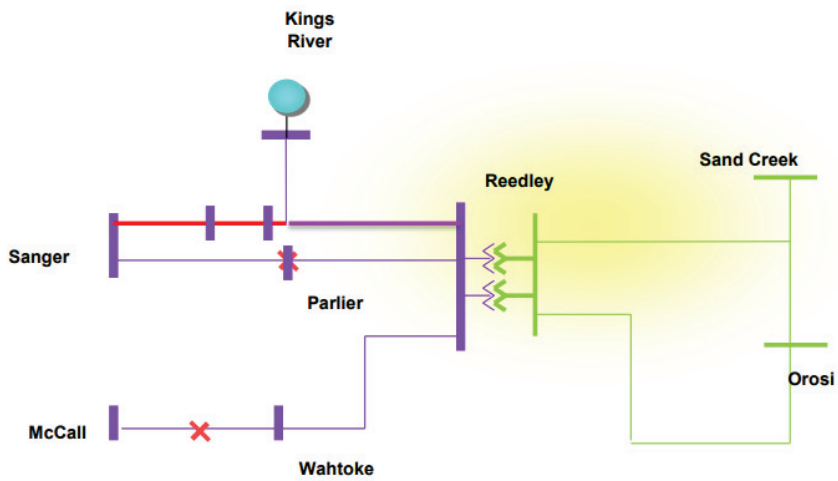 Kings
River
Sand Creek
Reedley
Sanger
Parlier
Orosi
McCall
Wahtoke